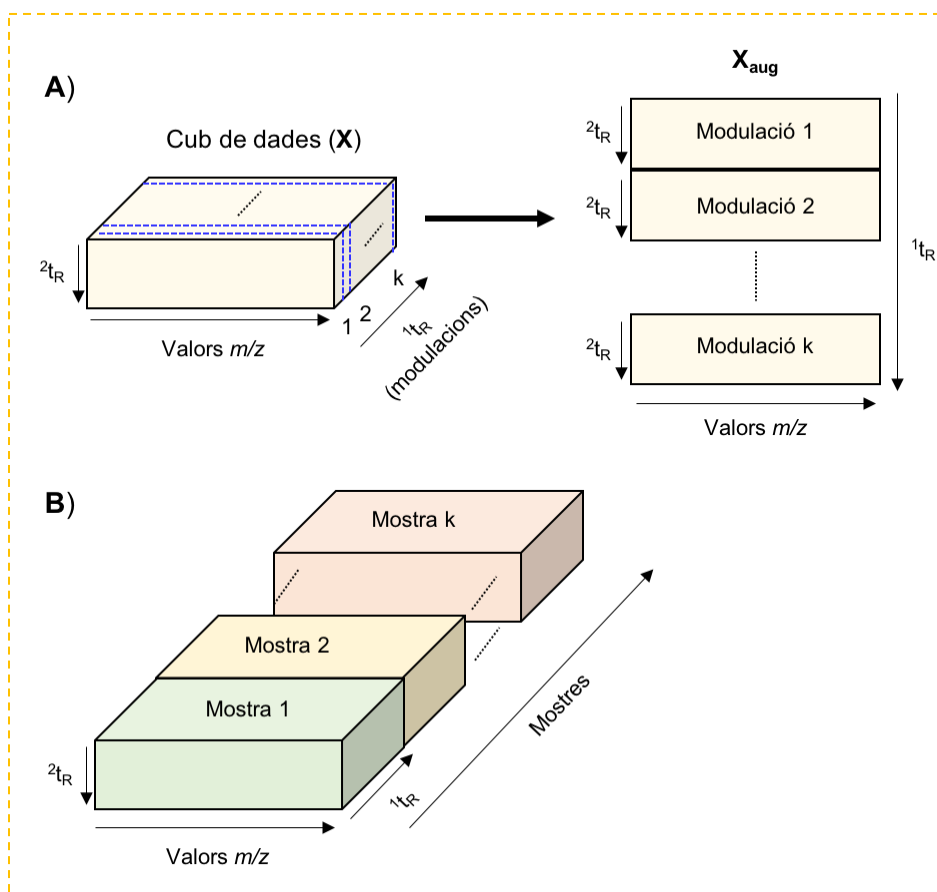 A)
Cub de dades (X)
²tR
Valors m/z
1 2 k
¹tR
(modulacions)
Xaug
²tR
Modulació 1
²tR
Modulació 2
²tR
Modulació k
¹tR
Valors m/z
B)
Mostra k
Mostra 2
Mostra 1
²tR
Valors m/z
¹tR
Mostres